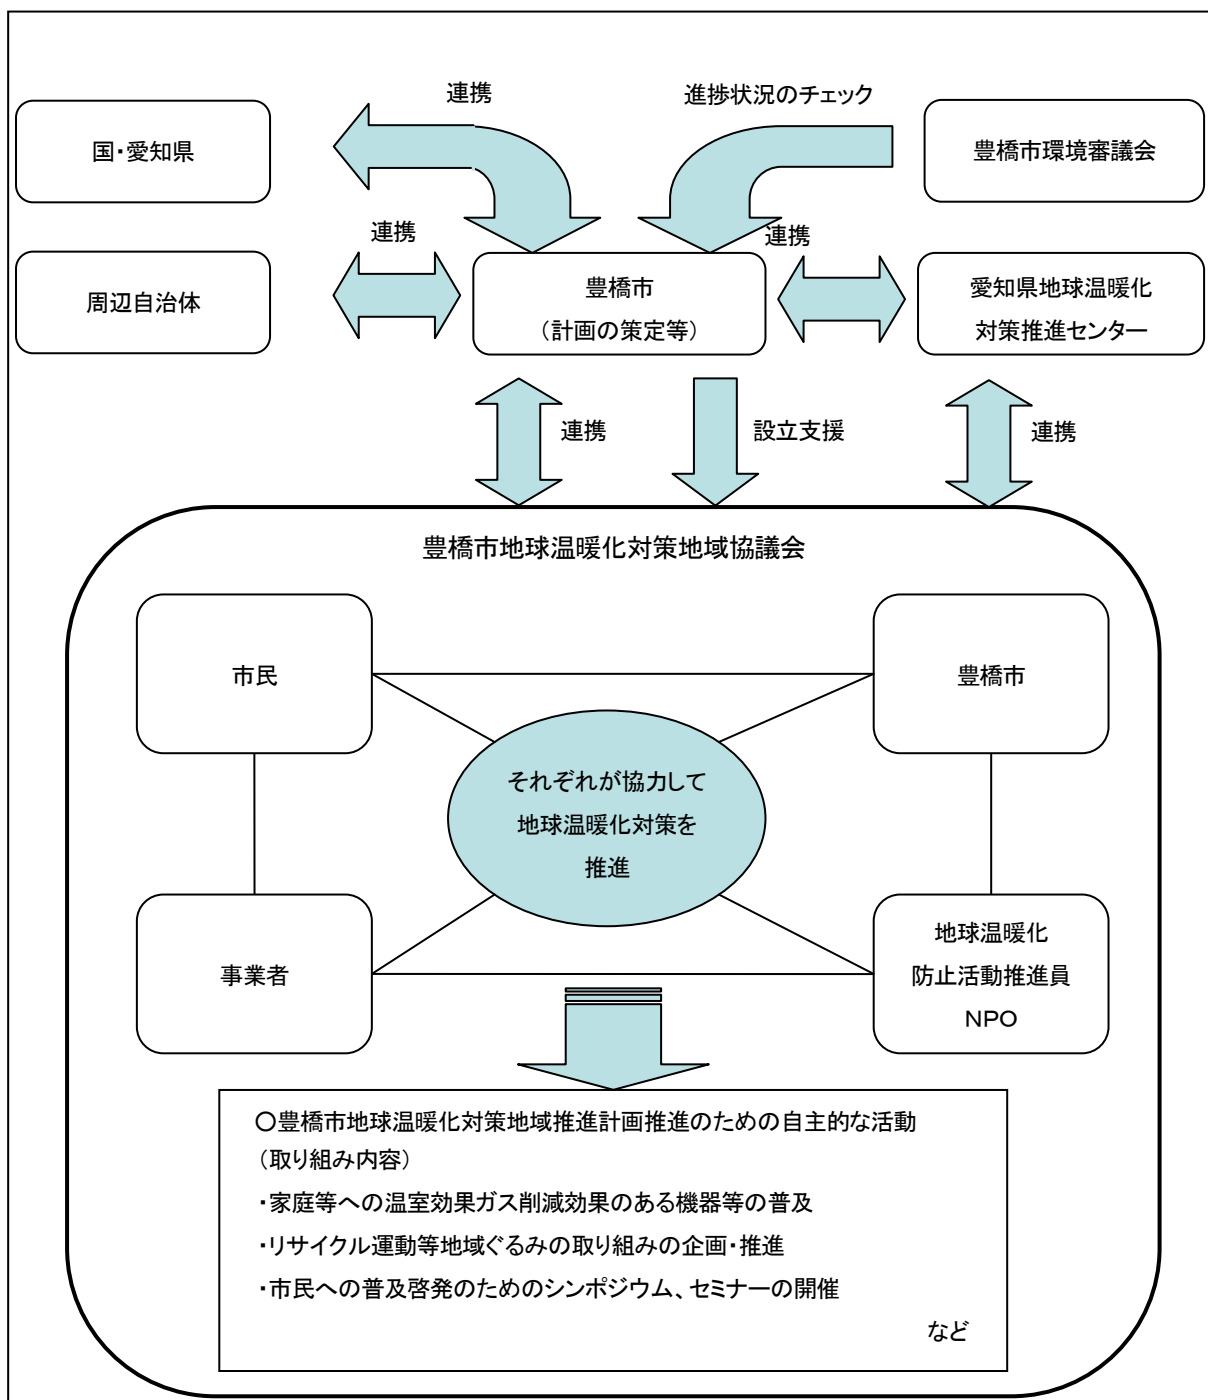 連携
進捗状況のチェック
国・愛知県
豊橋市環境審議会
連携
連携
周辺自治体
豊橋市
(計画の策定等)
愛知県地球温暖化
対策推進センター
連携
設立支援
連携
豊橋市地球温暖化対策地域協議会
市民
豊橋市
それぞれが協力して
地球温暖化対策を
推進
事業者
地球温暖化
防止活動推進員
NPO
○豊橋市地球温暖化対策地域推進計画推進のための自主的な活動
(取り組み内容)
・家庭等への温室効果ガス削減効果のある機器等の普及
・リサイクル運動等地域ぐるみの取り組みの企画・推進
・市民への普及啓発のためのシンポジウム、セミナーの開催
など